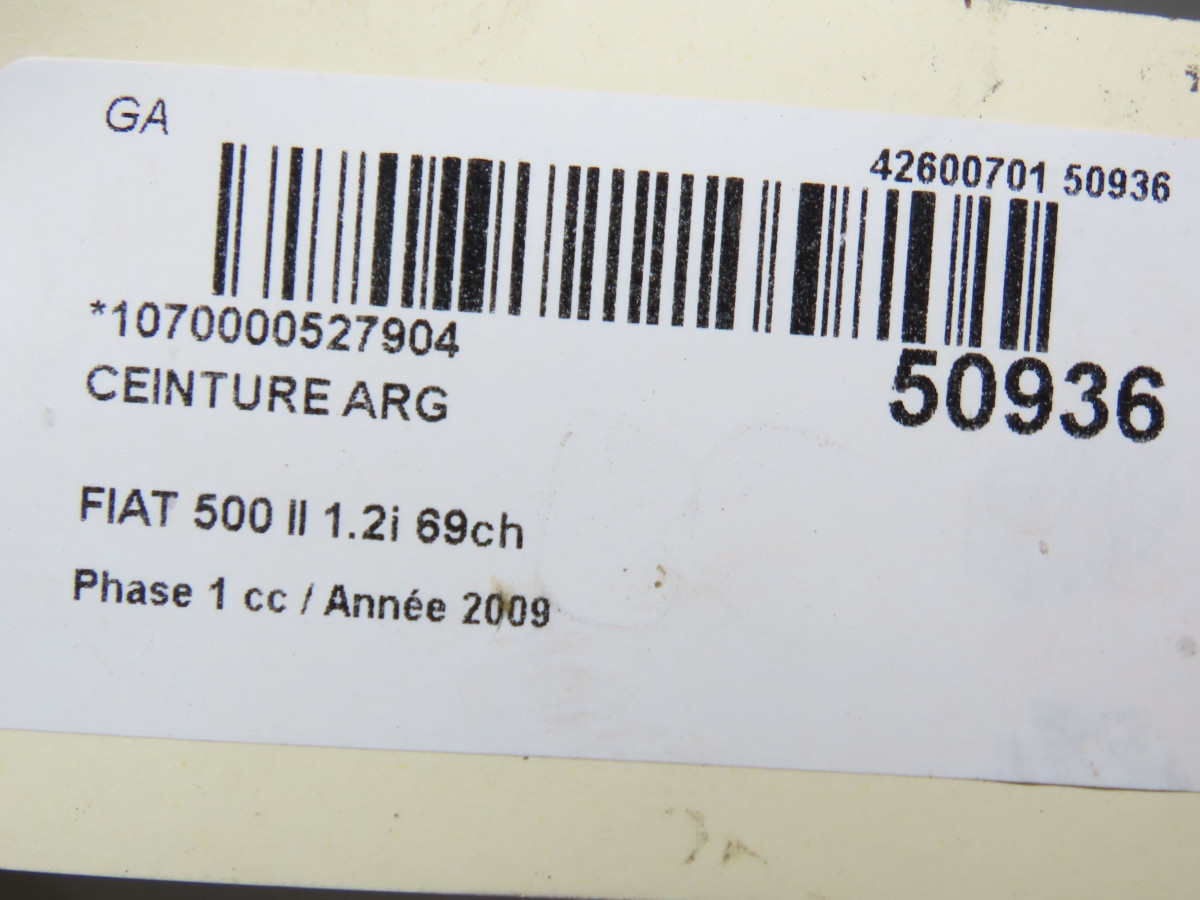 GA
42600701 50936
*1070000527904
50936
CEINTURE ARG
FIAT 500 II 1.2i 69ch
Phase 1 cc / Année 2009